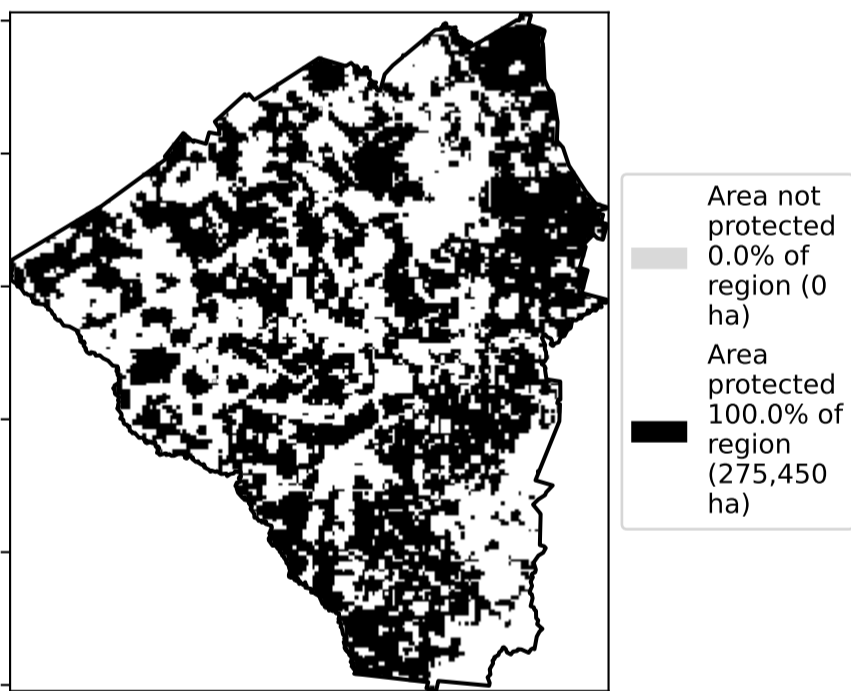 Area not
protected
0.0% of
region (0
ha)
Area
protected
100.0% of
region
(275,450
ha)